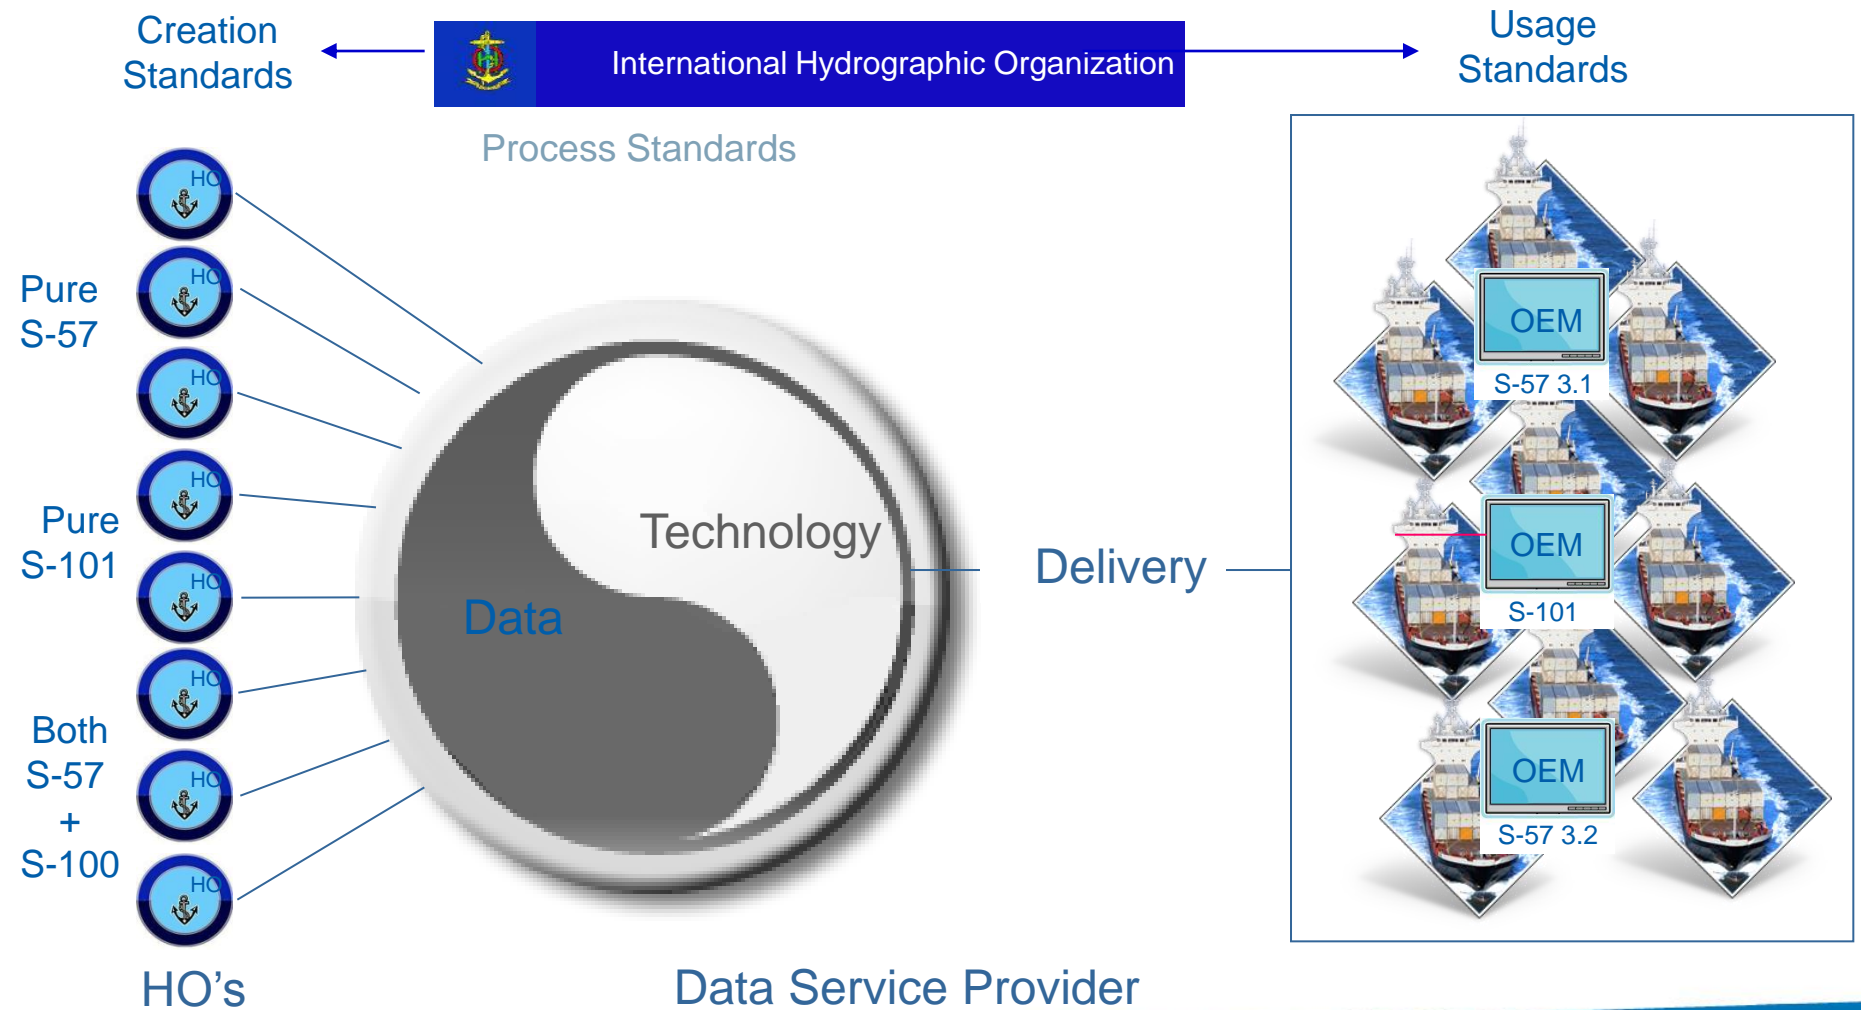 Creation
Standards
International Hydrographic Organization
Usage
Standards
Process Standards
HO
HO
HO
HO
HO
HO
HO
HO
Pure
S-57
Pure
S-101
Both
S-57
+
S-100
HO's
Data
Technology
Data Service Provider
Delivery
OEM
S-57 3.1
OEM
S-101
OEM
S-57 3.2